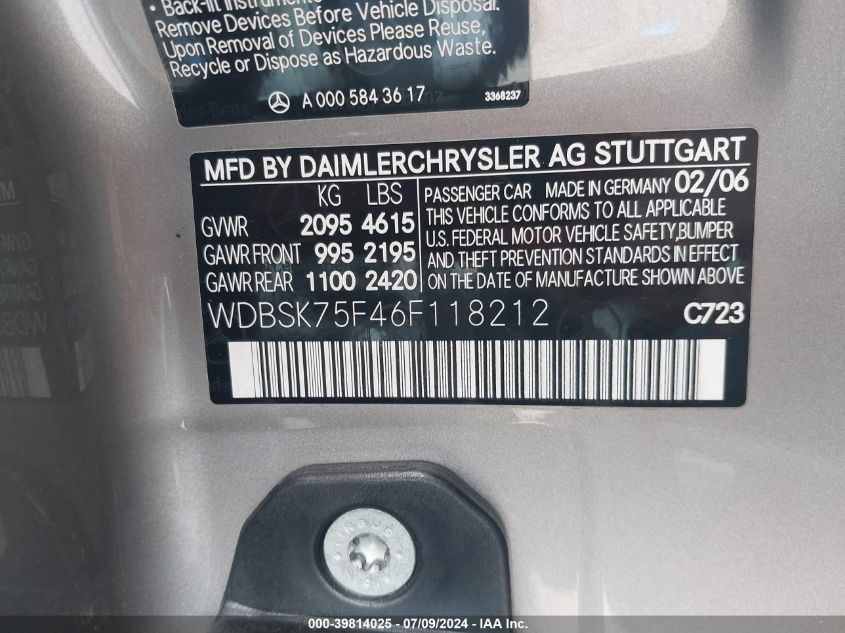 • Back-fit Instruments
Remove Devices Before Vehicle Disposal.
Upon Removal of Devices Please Reuse,
Recycle or Dispose as Hazardous Waste.
A 000 584 36 17
3368237
MFD BY DAIMLERCHRYSLER AG STUTTGART
KG LBS
GVWR 2095 4615
GAWR FRONT 995 2195
GAWR REAR 1100 2420
PASSENGER CAR MADE IN GERMANY 02/06
THIS VEHICLE CONFORMS TO ALL APPLICABLE
U.S. FEDERAL MOTOR VEHICLE SAFETY,BUMPER
AND THEFT PREVENTION STANDARDS IN EFFECT
ON THE DATE OF MANUFACTURE SHOWN ABOVE
WDBSK75F46F118212 C723
000-39814025 - 07/09/2024 - IAA Inc.